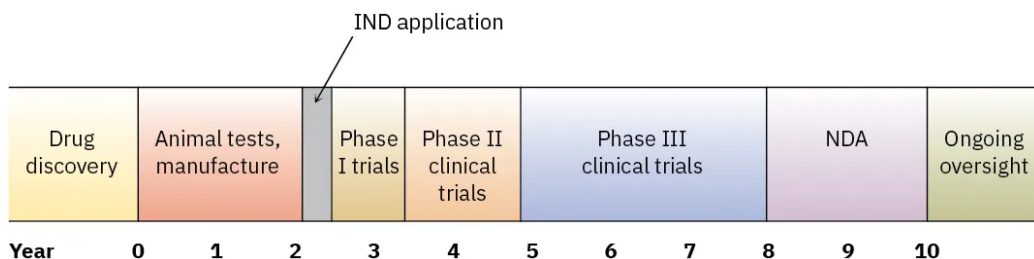 IND application
Drug
discovery
Animal tests,
manufacture
Phase
I trials
Phase II
clinical
trials
Phase III
clinical trials
NDA
Ongoing
oversight
Year 0 1 2 3 4 5 6 7 8 9 10